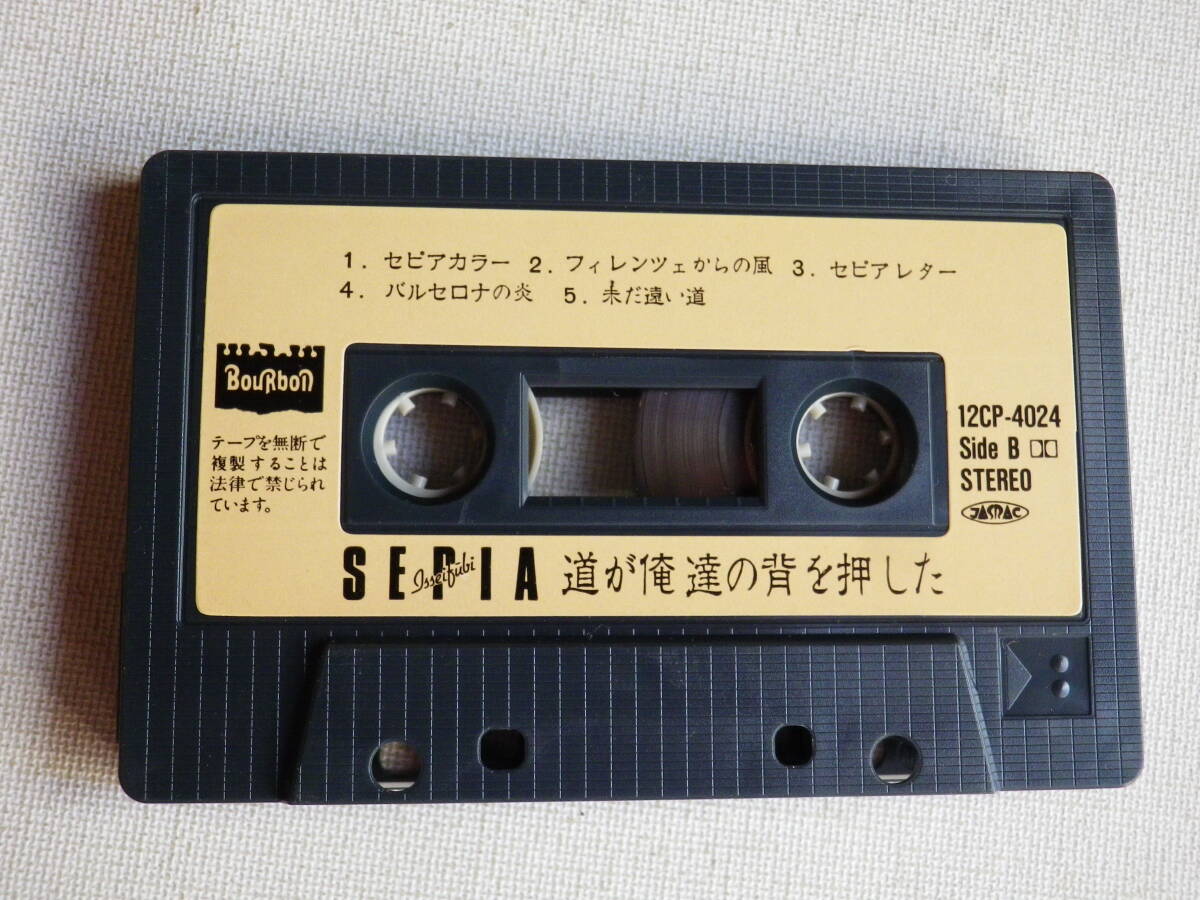 1. セピアカラー 2. フィレンツェからの風 3. セピアレター
4. バルセロナの炎 5. 未だ遠い道
BouRbon
テープを無断で
複製することは
法律で禁じられ
ています。
12CP-4024
Side B
STEREO
JASRAC
SEPIA 道が俺達の背を押した
Isseifubi